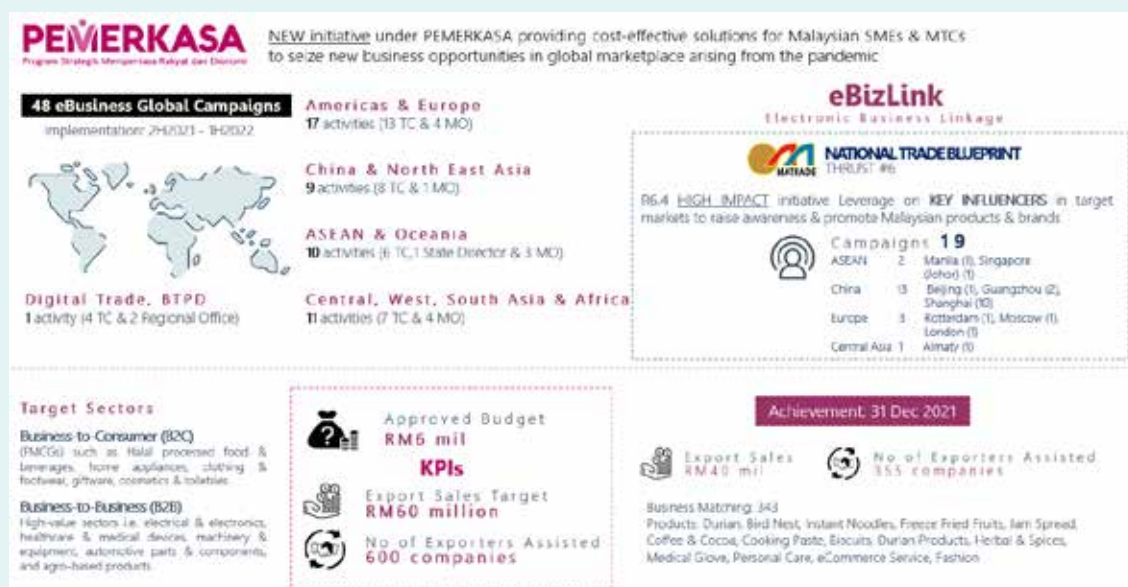 PEMERKASA
Program Strategik Memperkasa Rakyat dan Ekonomi
NEW initiative under PEMERKASA providing cost-effective solutions for Malaysian SMEs & MTCs
to seize new business opportunities in global marketplace arising from the pandemic
48 eBusiness Global Campaigns
implementation: 2H2021 - 1H2022
Americas & Europe
17 activities (13 TC & 4 MO)
China & North East Asia
9 activities (8 TC & 1 MO)
ASEAN & Oceania
10 activities (6 TC,1 State Director & 3 MO)
Digital Trade, BTPD
1 activity (4 TC & 2 Regional Office)
Central, West, South Asia & Africa
11 activities (7 TC & 4 MO)
eBizLink
Electronic Business Linkage
MATRADE
NATIONAL TRADE BLUEPRINT
THRUST #6
R6.4 HIGH IMPACT initiative Leverage on KEY INFLUENCERS in target
markets to raise awareness & promote Malaysian products & brands
Campaigns 19
ASEAN 2 Manila (1), Singapore
(Johor) (1)
China 13 Beijing (1), Guangzhou (2),
Shanghai (10)
Europe 3 Rotterdam (1), Moscow (1),
London (1)
Central Asia 1 Almaty (1)
Target Sectors
Business-to-Consumer (B2C)
(FMCGs) such as Halal processed food &
beverages, home appliances, clothing &
footwear, giftware, cosmetics & toiletries
Business-to-Business (B2B)
High-value sectors i.e. electrical & electronics,
healthcare & medical devices, machinery &
equipment, automotive parts & components,
and agro-based products
Approved Budget
RM6 mil
KPIs
Export Sales Target
RM60 million
No of Exporters Assisted
600 companies
Achievement: 31 Dec 2021
Export Sales
RM40 mil
No of Exporters Assisted
353 companies
Business Matching: 343
Products: Durian, Bird Nest, Instant Noodles, Freeze Fried Fruits, Jam Spread,
Coffee & Cocoa, Cooking Paste, Biscuits, Durian Products, Herbal & Spices,
Medical Glove, Personal Care, eCommerce Service, Fashion